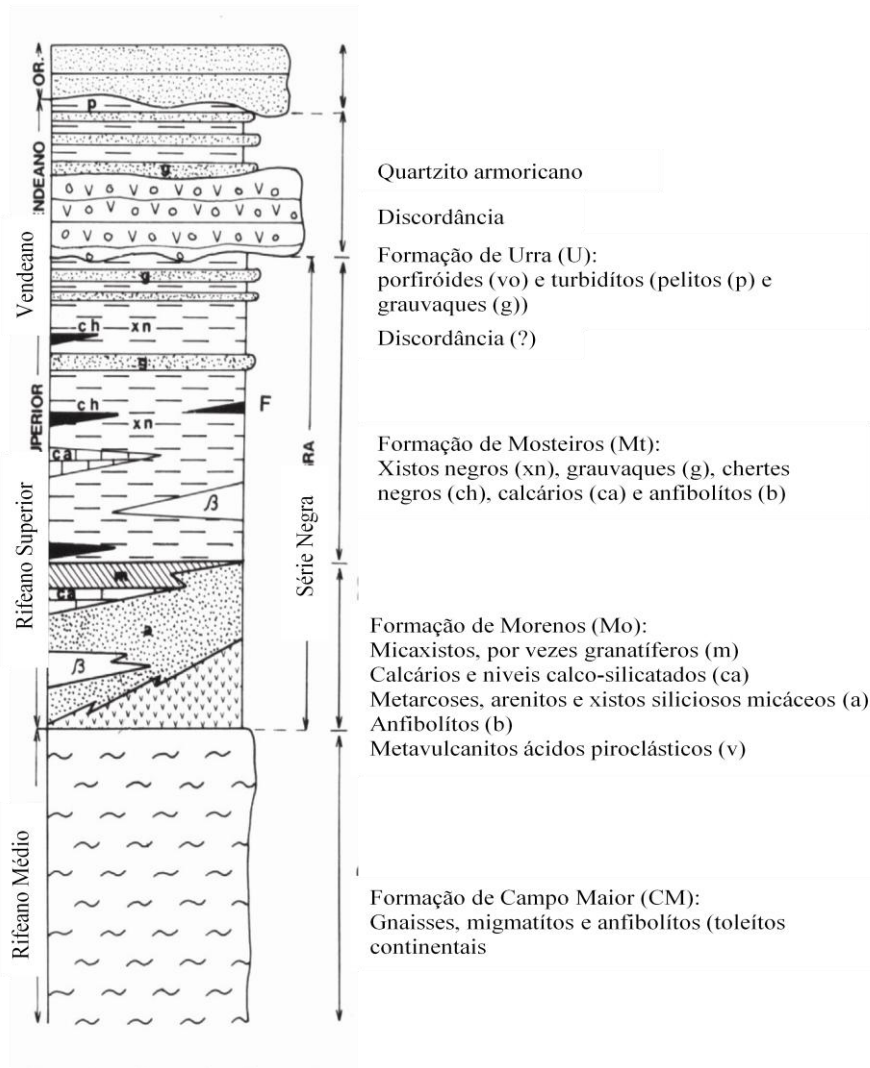 OR.
p
NDEANO
g
Quartzito armoricano
Discordância
Formação de Urra (U):
porfiróides (vo) e turbidítos (pelitos (p) e
grauvaques (g))
Discordância (?)
Vendeano
g
ch xn
g
PERIOR
ch F
xn
RA
ca
Formação de Mosteiros (Mt):
Xistos negros (xn), grauvaques (g), chertes
negros (ch), calcários (ca) e anfibolítos (b)
β
Rifeano Superior
Série Negra
m
ca
a
β
Formação de Morenos (Mo):
Micaxistos, por vezes granatíferos (m)
Calcários e niveis calco-silicatados (ca)
Metarcoses, arenitos e xistos siliciosos micáceos (a)
Anfibolítos (b)
Metavulcanitos ácidos piroclásticos (v)
Rifeano Médio
Formação de Campo Maior (CM):
Gnaisses, migmatítos e anfibolítos (toleítos
continentais